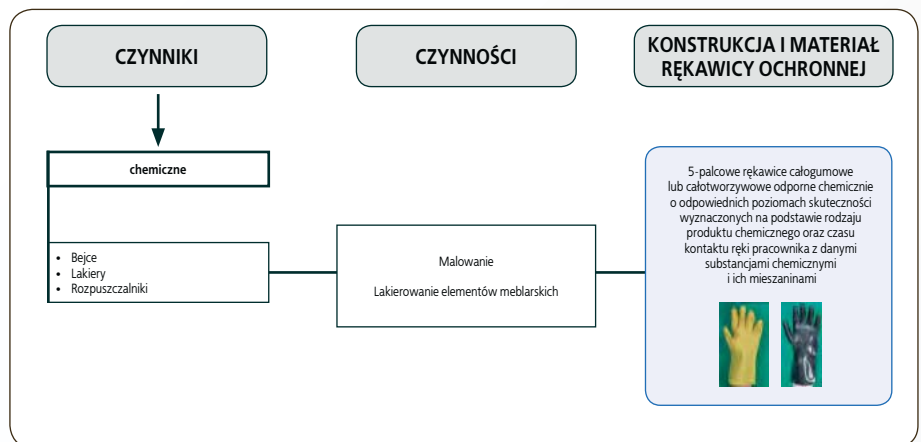 CZYNNIKI
CZYNNOŚCI
KONSTRUKCJA I MATERIAŁ
RĘKAWICY OCHRONNEJ
chemiczne
• Bejce
• Lakiery
• Rozpuszczalniki
Malowanie
Lakierowanie elementów meblarskich
5-palcowe rękawice całogumowe
lub całotworzywowe odporne chemicznie
o odpowiednich poziomach skuteczności
wyznaczonych na podstawie rodzaju
produktu chemicznego oraz czasu
kontaktu ręki pracownika z danymi
substancjami chemicznymi
i ich mieszaninami